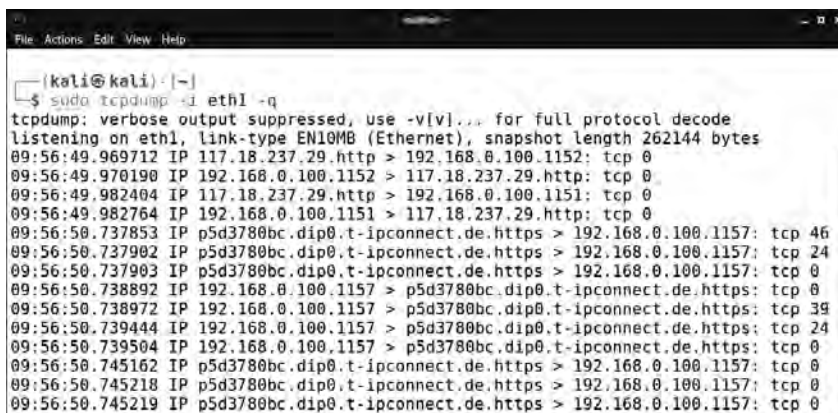 File Actions Edit View Help
┌──(kali㉿kali)-[~]
└─$ sudo tcpdump -i eth1 -q
tcpdump: verbose output suppressed, use -v[v]... for full protocol decode
listening on eth1, link-type EN10MB (Ethernet), snapshot length 262144 bytes
09:56:49.969712 IP 117.18.237.29.http > 192.168.0.100.1152: tcp 0
09:56:49.970190 IP 192.168.0.100.1152 > 117.18.237.29.http: tcp 0
09:56:49.982404 IP 117.18.237.29.http > 192.168.0.100.1151: tcp 0
09:56:49.982764 IP 192.168.0.100.1151 > 117.18.237.29.http: tcp 0
09:56:50.737853 IP p5d3780bc.dip0.t-ipconnect.de.https > 192.168.0.100.1157: tcp 46
09:56:50.737902 IP p5d3780bc.dip0.t-ipconnect.de.https > 192.168.0.100.1157: tcp 24
09:56:50.737903 IP p5d3780bc.dip0.t-ipconnect.de.https > 192.168.0.100.1157: tcp 0
09:56:50.738892 IP 192.168.0.100.1157 > p5d3780bc.dip0.t-ipconnect.de.https: tcp 0
09:56:50.738972 IP 192.168.0.100.1157 > p5d3780bc.dip0.t-ipconnect.de.https: tcp 39
09:56:50.739444 IP 192.168.0.100.1157 > p5d3780bc.dip0.t-ipconnect.de.https: tcp 24
09:56:50.739504 IP 192.168.0.100.1157 > p5d3780bc.dip0.t-ipconnect.de.https: tcp 0
09:56:50.745162 IP p5d3780bc.dip0.t-ipconnect.de.https > 192.168.0.100.1157: tcp 0
09:56:50.745218 IP p5d3780bc.dip0.t-ipconnect.de.https > 192.168.0.100.1157: tcp 0
09:56:50.745219 IP p5d3780bc.dip0.t-ipconnect.de.https > 192.168.0.100.1157: tcp 0